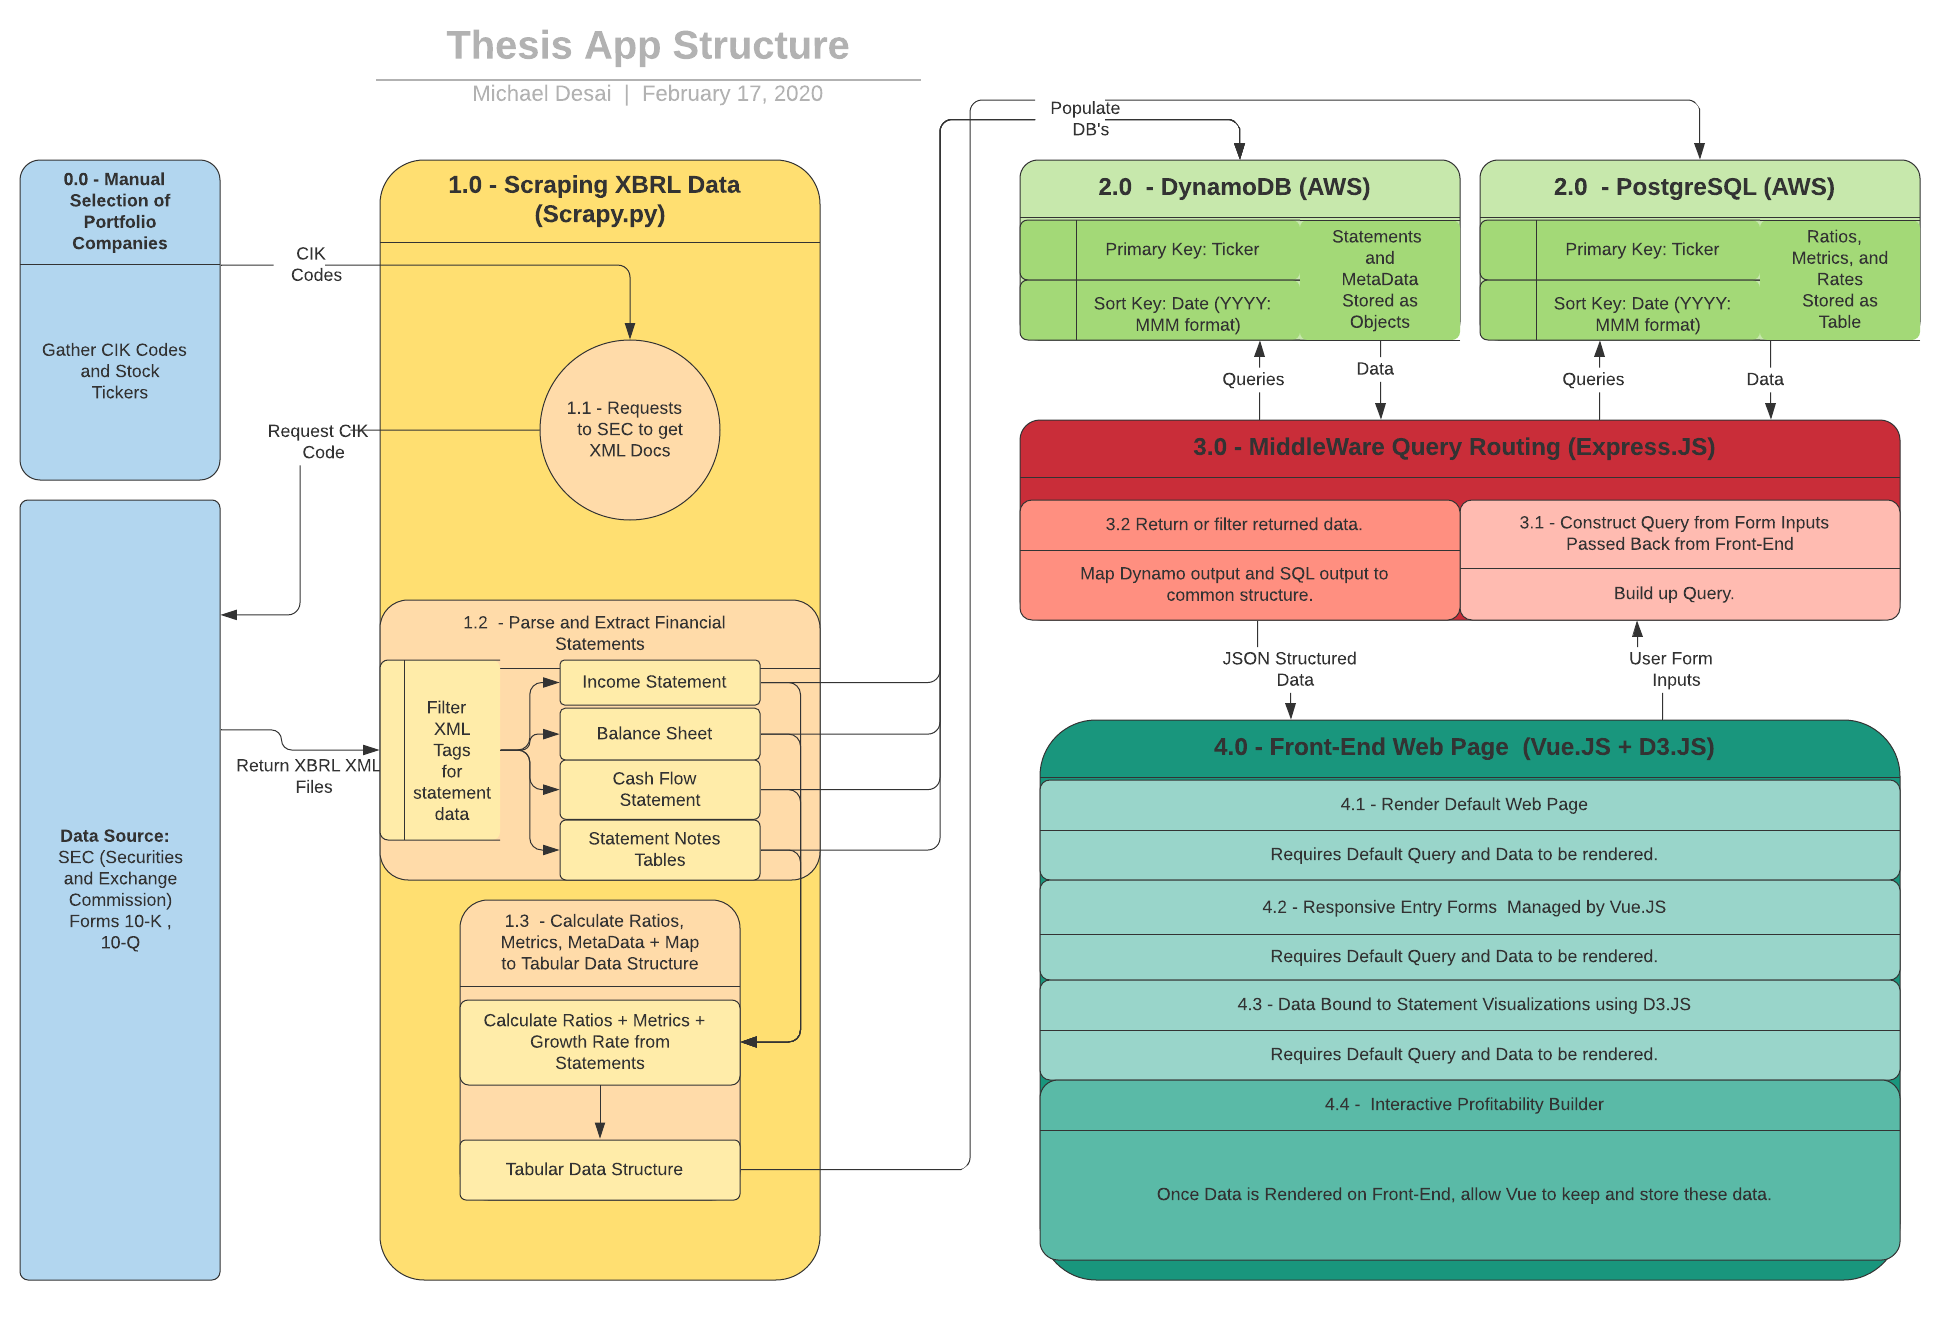 Thesis App Structure
Michael Desai | February 17, 2020
0.0 - Manual
Selection of
Portfolio
Companies
Gather CIK Codes
and Stock
Tickers
CIK
Codes
Request CIK
Code
Data Source:
SEC (Securities
and Exchange
Commission)
Forms 10-K ,
10-Q
Return XBRL XML
Files
1.0 - Scraping XBRL Data
(Scrapy.py)
1.1 - Requests
to SEC to get
XML Docs
1.2 - Parse and Extract Financial
Statements
Filter
XML
Tags
for
statement
data
Income Statement
Balance Sheet
Cash Flow
Statement
Statement Notes
Tables
1.3 - Calculate Ratios,
Metrics, MetaData + Map
to Tabular Data Structure
Calculate Ratios + Metrics +
Growth Rate from
Statements
Tabular Data Structure
Populate
DB's
2.0 - DynamoDB (AWS)
Primary Key: Ticker
Sort Key: Date (YYYY:
MMM format)
Statements
and
MetaData
Stored as
Objects
2.0 - PostgreSQL (AWS)
Primary Key: Ticker
Sort Key: Date (YYYY:
MMM format)
Ratios,
Metrics, and
Rates
Stored as
Table
Queries
Data
Queries
Data
3.0 - MiddleWare Query Routing (Express.JS)
3.2 Return or filter returned data.
Map Dynamo output and SQL output to
common structure.
3.1 - Construct Query from Form Inputs
Passed Back from Front-End
Build up Query.
JSON Structured
Data
User Form
Inputs
4.0 - Front-End Web Page (Vue.JS + D3.JS)
4.1 - Render Default Web Page
Requires Default Query and Data to be rendered.
4.2 - Responsive Entry Forms Managed by Vue.JS
Requires Default Query and Data to be rendered.
4.3 - Data Bound to Statement Visualizations using D3.JS
Requires Default Query and Data to be rendered.
4.4 - Interactive Profitability Builder
Once Data is Rendered on Front-End, allow Vue to keep and store these data.